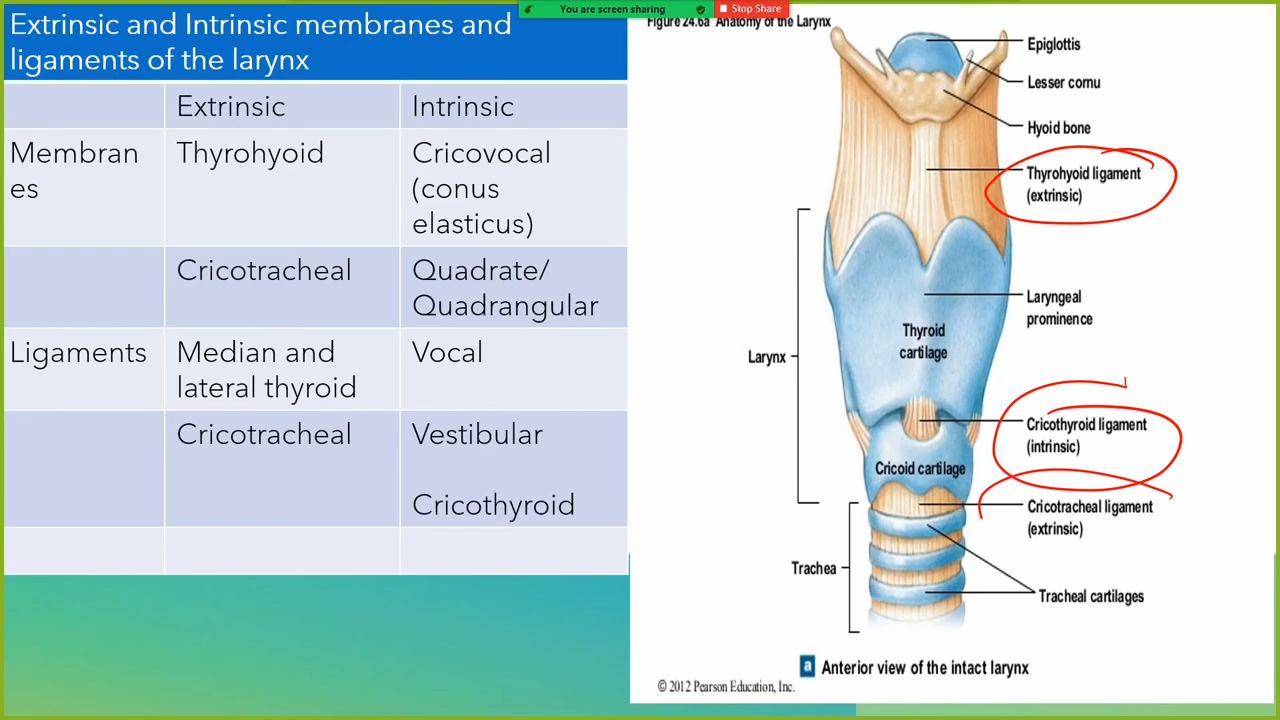 You are screen sharing
Stop Share
Extrinsic and Intrinsic membranes and
ligaments of the larynx
Extrinsic
Intrinsic
Membran
es
Thyrohyoid
Cricovocal
(conus
elasticus)
Cricotracheal
Quadrate/
Quadrangular
Ligaments
Median and
lateral thyroid
Vocal
Cricotracheal
Vestibular
Cricothyroid
Figure 24.6a Anatomy of the Larynx
Epiglottis
Lesser cornu
Hyoid bone
Thyrohyoid ligament
(extrinsic)
Laryngeal
prominence
Thyroid
cartilage
Larynx
Cricothyroid ligament
(intrinsic)
Cricoid cartilage
Cricotracheal ligament
(extrinsic)
Trachea
Tracheal cartilages
a Anterior view of the intact larynx
© 2012 Pearson Education, Inc.